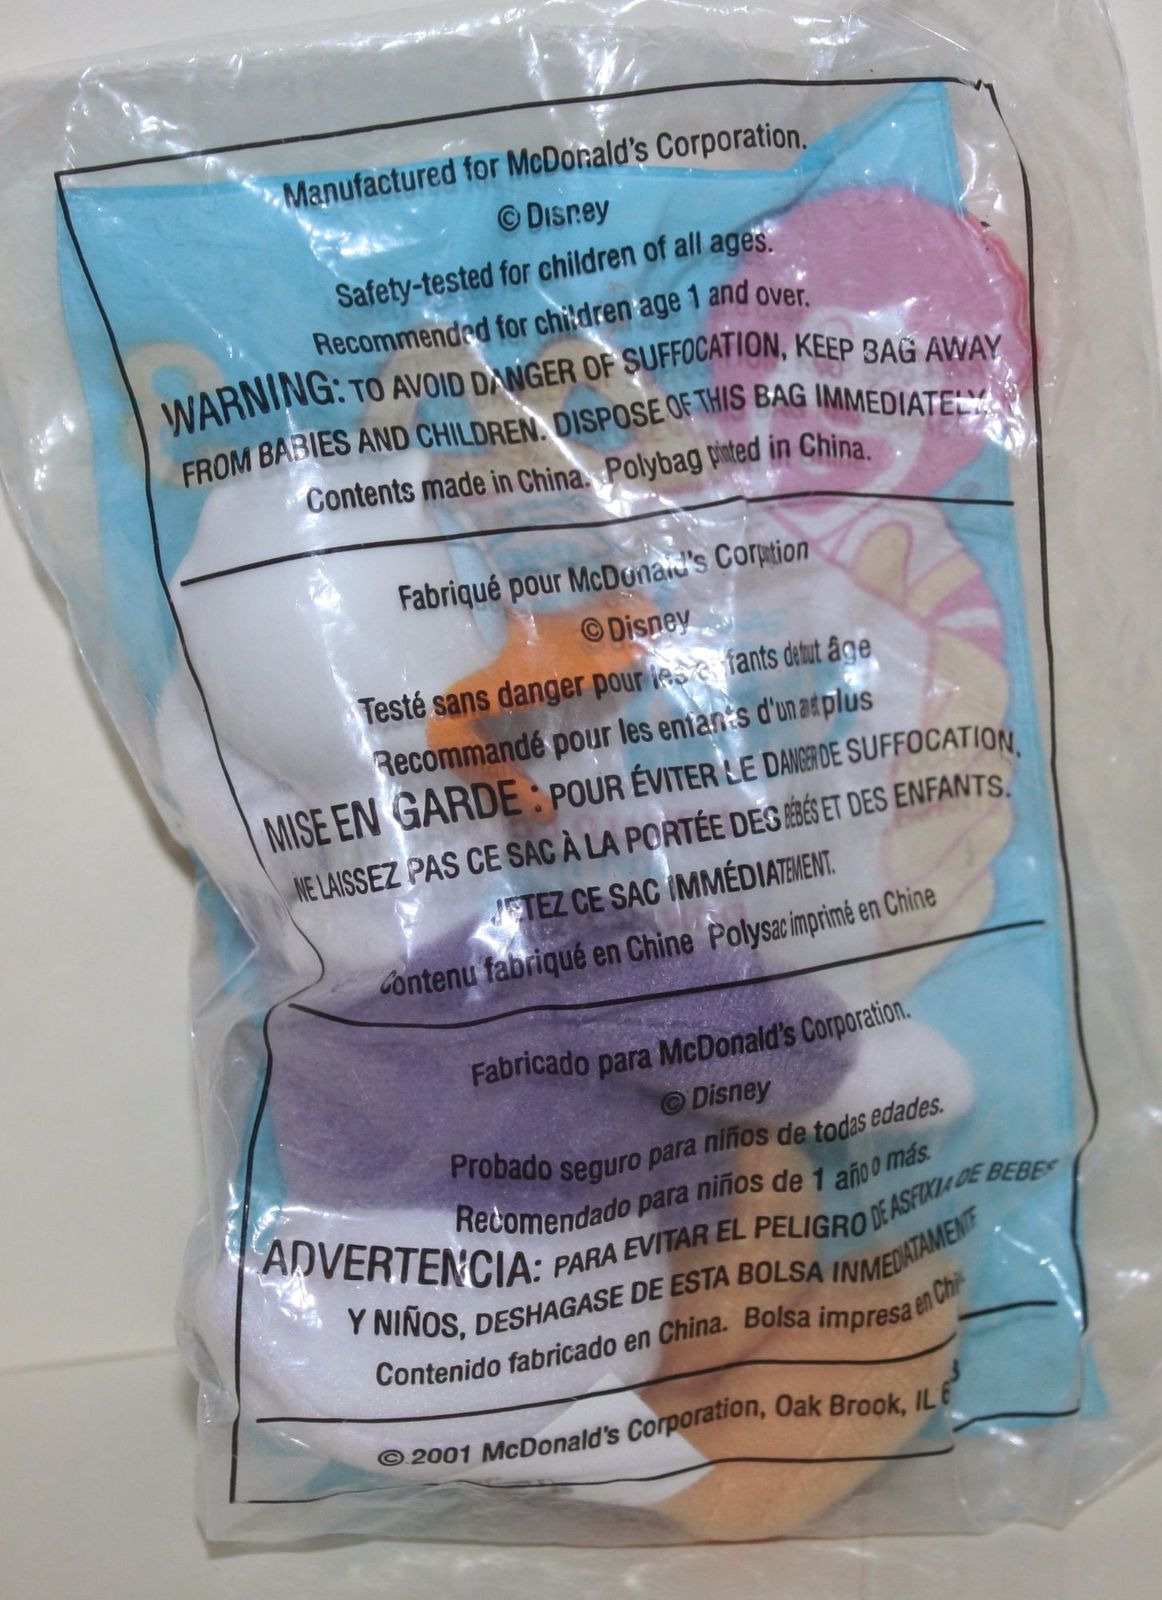 Manufactured for McDonald's Corporation.
© Disney
Safety-tested for children of all ages.
Recommended for children age 1 and over.
WARNING: TO AVOID DANGER OF SUFFOCATION, KEEP BAG AWAY
FROM BABIES AND CHILDREN. DISPOSE OF THIS BAG IMMEDIATELY.
Contents made in China. Polybag printed in China.
Fabriqué pour McDonald's Corporation
© Disney
Testé sans danger pour les enfants de tout âge
Recommandé pour les enfants d'un an et plus
MISE EN GARDE : POUR ÉVITER LE DANGER DE SUFFOCATION,
NE LAISSEZ PAS CE SAC À LA PORTÉE DES BÉBÉS ET DES ENFANTS.
JETEZ CE SAC IMMÉDIATEMENT.
Contenu fabriqué en Chine Polysac imprimé en Chine
Fabricado para McDonald's Corporation.
© Disney
Probado seguro para niños de todas edades.
Recomendado para niños de 1 año o más.
ADVERTENCIA: PARA EVITAR EL PELIGRO DE ASFIXIA DE BEBES
Y NIÑOS, DESHAGASE DE ESTA BOLSA INMEDIATAMENTE
Contenido fabricado en China. Bolsa impresa en
© 2001 McDonald's Corporation, Oak Brook, IL